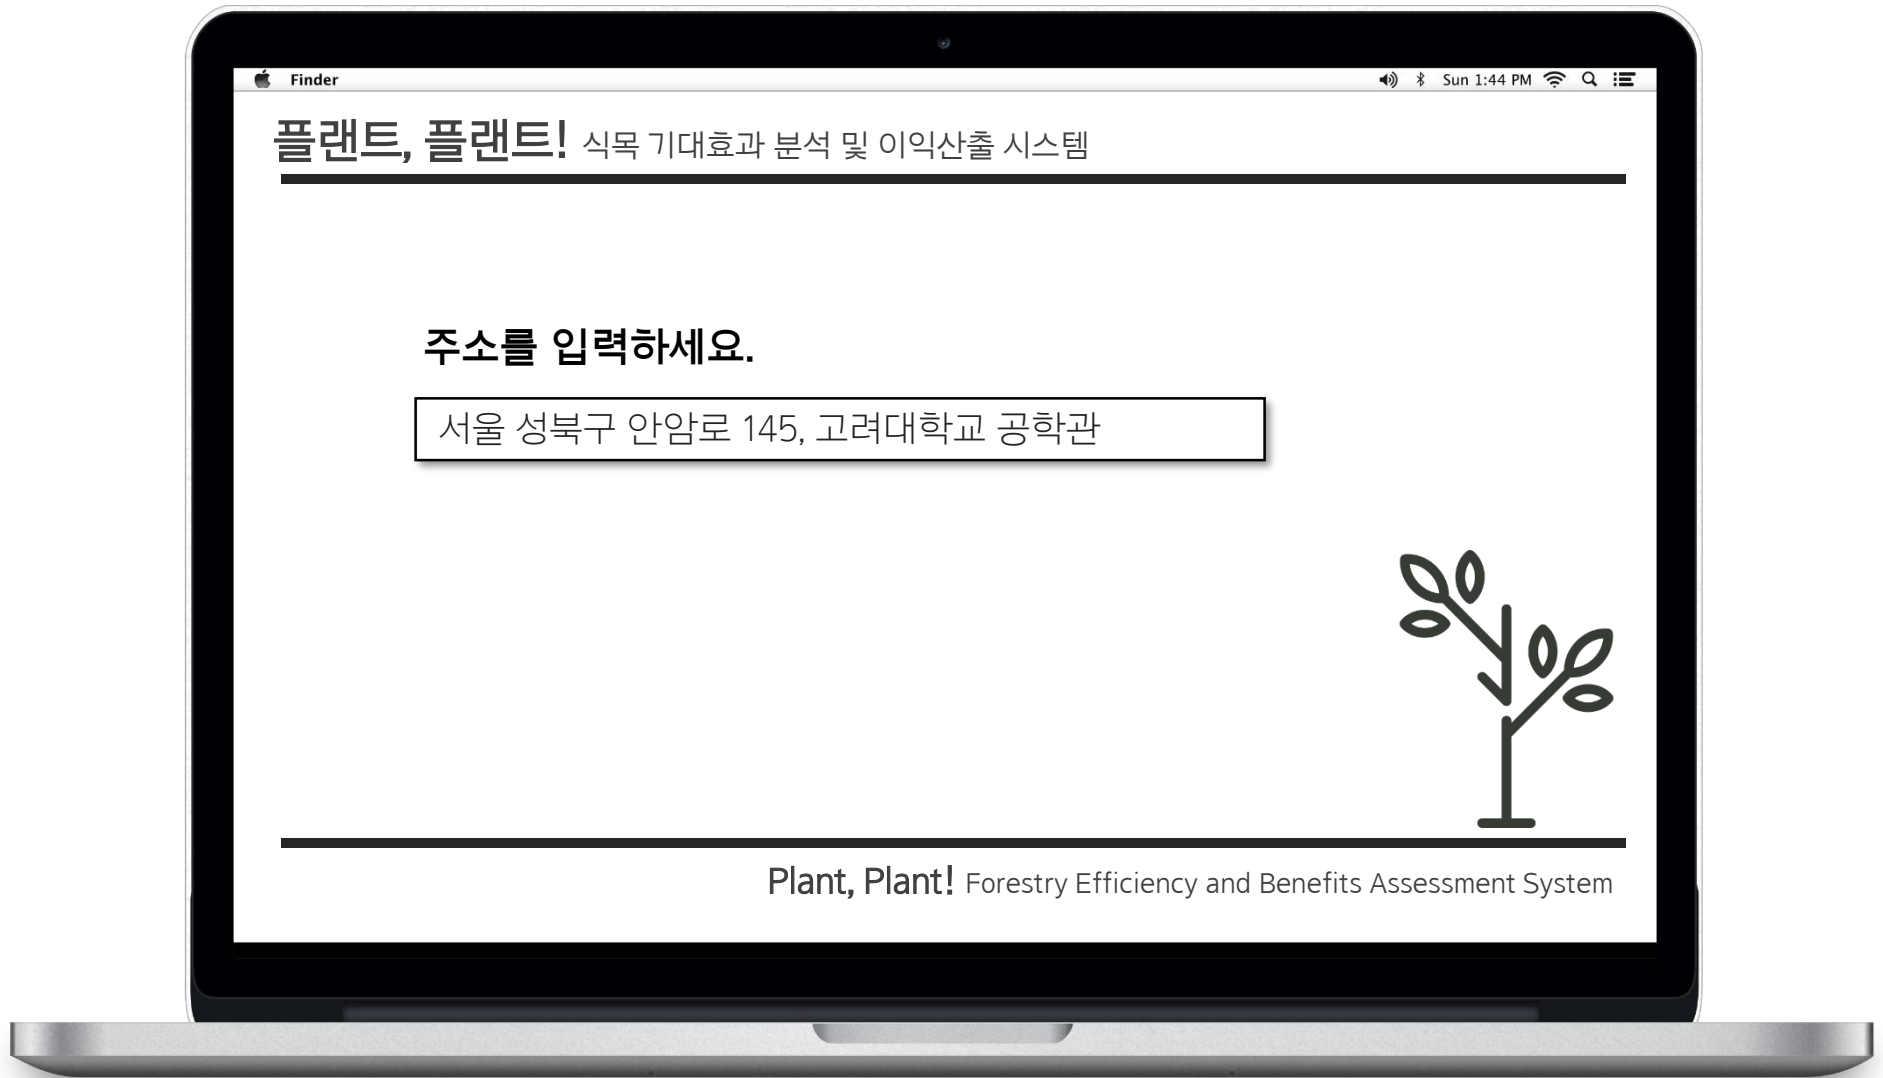 Finder
Sun 1:44 PM
플랜트, 플랜트! 식목 기대효과 분석 및 이익산출 시스템
주소를 입력하세요.
서울 성북구 안암로 145, 고려대학교 공학관
Plant, Plant! Forestry Efficiency and Benefits Assessment System